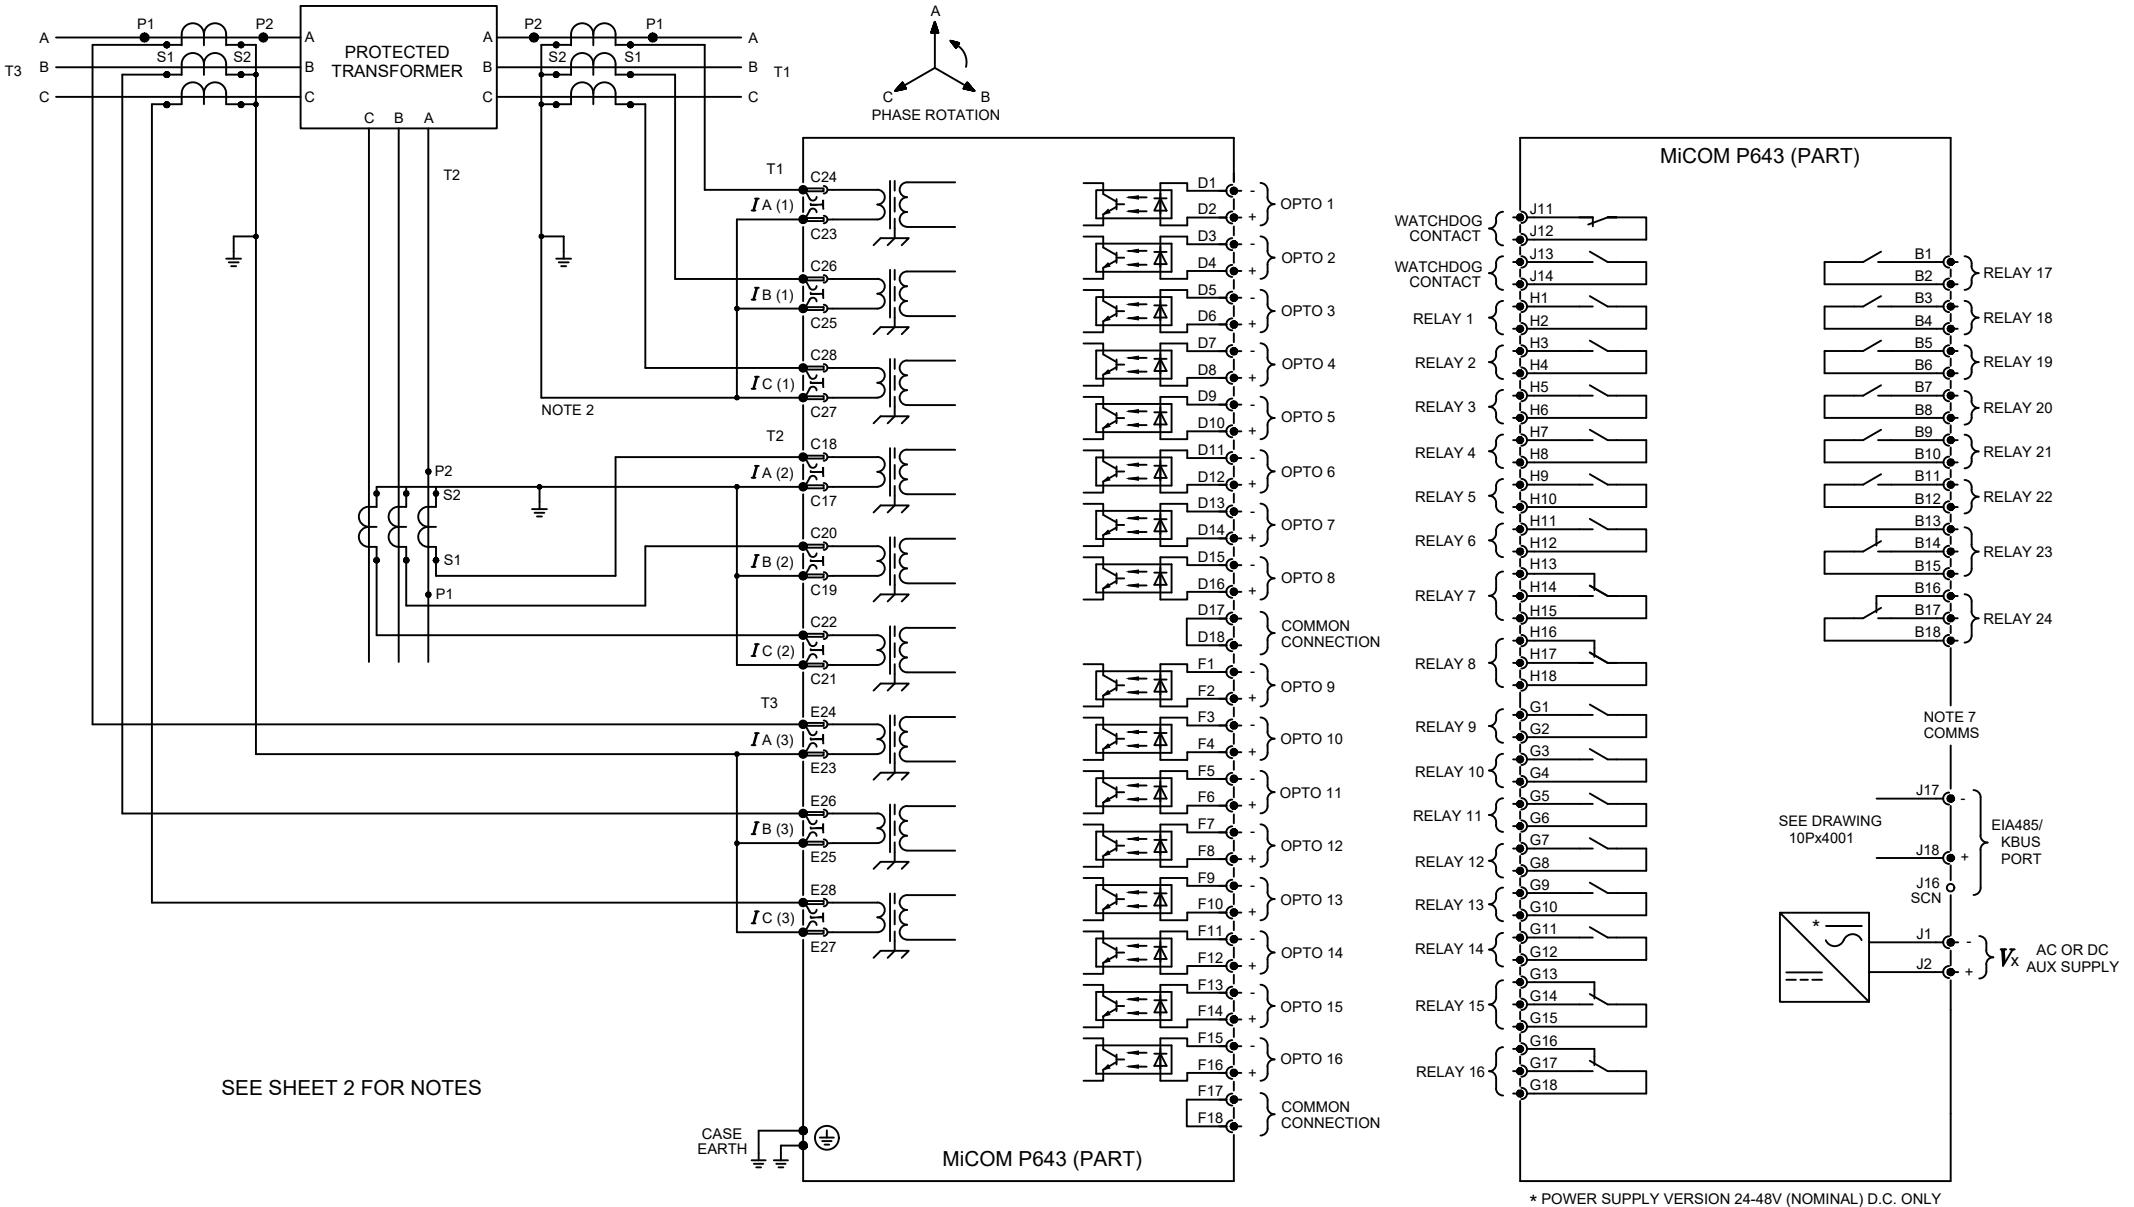 P1
P2
P2
P1
A
A
A
A
PROTECTED
TRANSFORMER
S1
S2
S2
S1
T3
B
B
B
B
T1
C
C
C
C
C
B
A
T2
A
C
B
PHASE ROTATION
NOTE 2
P2
S2
S1
P1
T1
C24
I A (1)
C23
C26
I B (1)
C25
C28
I C (1)
C27
T2
C18
I A (2)
C17
C20
I B (2)
C19
C22
I C (2)
C21
T3
E24
I A (3)
E23
E26
I B (3)
E25
E28
I C (3)
E27
SEE SHEET 2 FOR NOTES
CASE
EARTH
MiCOM P643 (PART)
D1 -
D2 +
OPTO 1
D3 -
D4 +
OPTO 2
D5 -
D6 +
OPTO 3
D7 -
D8 +
OPTO 4
D9 -
D10 +
OPTO 5
D11 -
D12 +
OPTO 6
D13 -
D14 +
OPTO 7
D15 -
D16 +
OPTO 8
D17
D18
COMMON
CONNECTION
F1 -
F2 +
OPTO 9
F3 -
F4 +
OPTO 10
F5 -
F6 +
OPTO 11
F7 -
F8 +
OPTO 12
F9 -
F10 +
OPTO 13
F11 -
F12 +
OPTO 14
F13 -
F14 +
OPTO 15
F15 -
F16 +
OPTO 16
F17
F18
COMMON
CONNECTION
MiCOM P643 (PART)
WATCHDOG
CONTACT
J11
J12
WATCHDOG
CONTACT
J13
J14
RELAY 1
H1
H2
RELAY 2
H3
H4
RELAY 3
H5
H6
RELAY 4
H7
H8
RELAY 5
H9
H10
RELAY 6
H11
H12
RELAY 7
H13
H14
H15
RELAY 8
H16
H17
H18
RELAY 9
G1
G2
RELAY 10
G3
G4
RELAY 11
G5
G6
RELAY 12
G7
G8
RELAY 13
G9
G10
RELAY 14
G11
G12
RELAY 15
G13
G14
G15
RELAY 16
G16
G17
G18
B1
B2
RELAY 17
B3
B4
RELAY 18
B5
B6
RELAY 19
B7
B8
RELAY 20
B9
B10
RELAY 21
B11
B12
RELAY 22
B13
B14
B15
RELAY 23
B16
B17
B18
RELAY 24
NOTE 7
COMMS
J17 -
SEE DRAWING
10Px4001
J18 +
J16
SCN
EIA485/
KBUS
PORT
*
J1 -
J2 +
Vx
AC OR DC
AUX SUPPLY
* POWER SUPPLY VERSION 24-48V (NOMINAL) D.C. ONLY